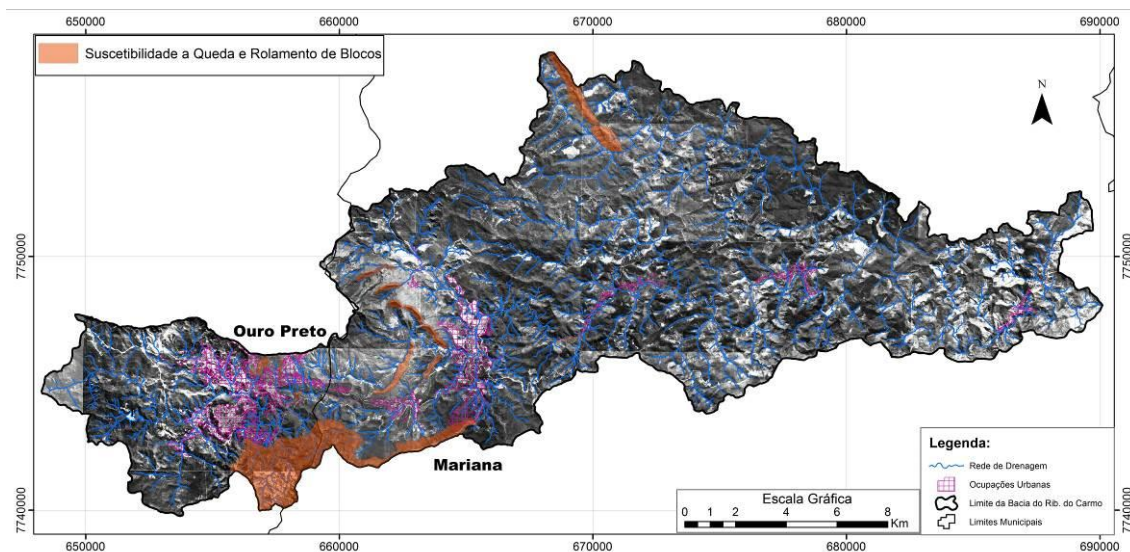 650000 660000 670000 680000 690000
Suscetibilidade a Queda e Rolamento de Blocos
N
7750000 7750000
Ouro Preto
Mariana
Legenda:
Rede de Drenagem
Ocupações Urbanas
Limite da Bacia do Rib. do Carmo
Limites Municipais
Escala Gráfica
0 1 2 4 6 8
Km
7740000 7740000
650000 660000 670000 680000 690000